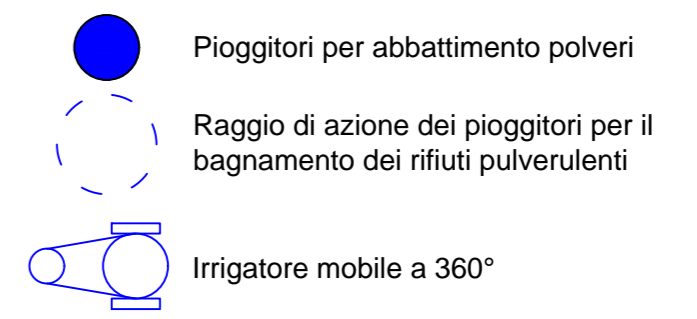 Pioggitori per abbattimento polveri
Raggio di azione dei pioggitori per il
bagnamento dei rifiuti pulverulenti
Irrigatore mobile a 360°